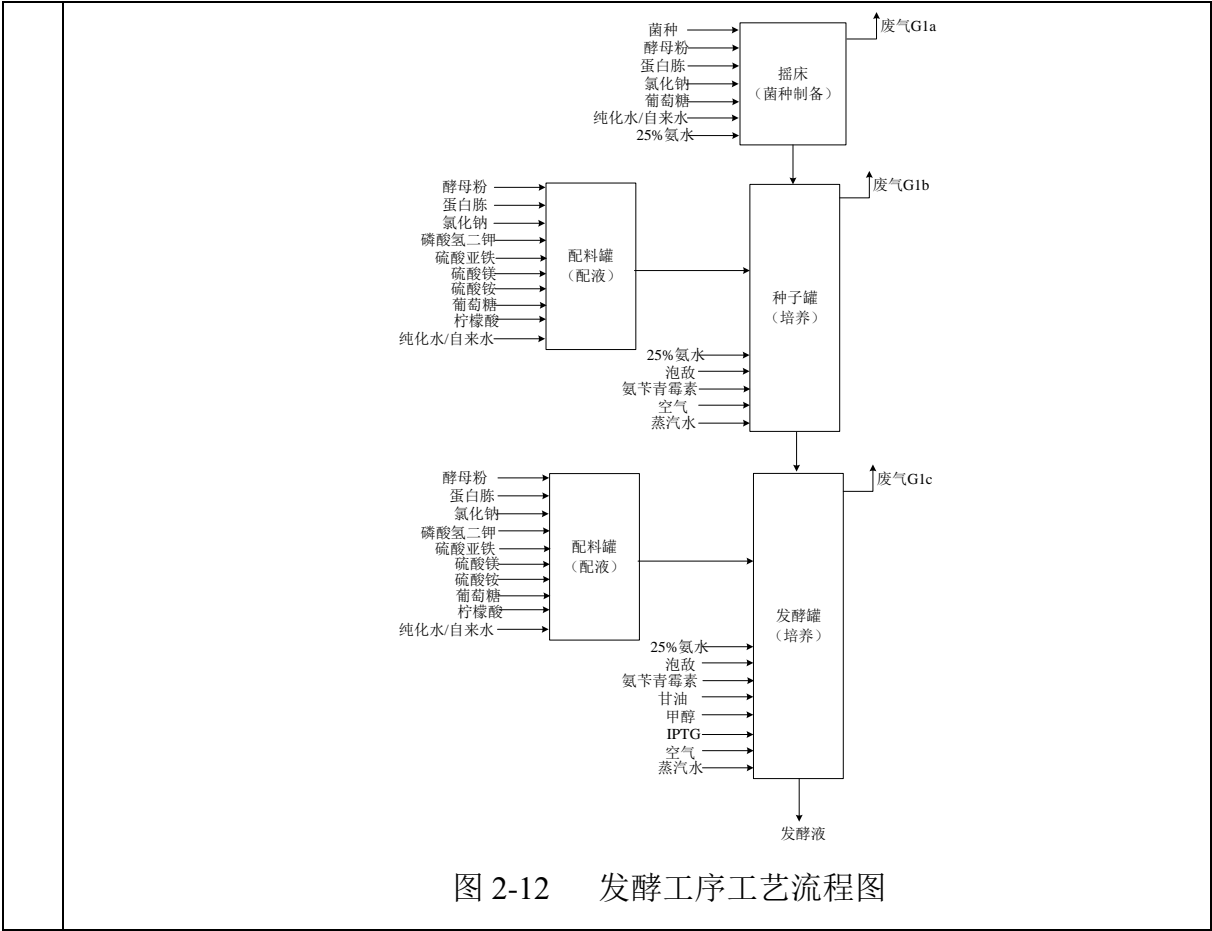 菌种
酵母粉
蛋白胨
氯化钠
葡萄糖
纯化水/自来水
25%氨水
摇床
（菌种制备）
废气G1a
酵母粉
蛋白胨
氯化钠
磷酸氢二钾
硫酸亚铁
硫酸镁
硫酸铵
葡萄糖
柠檬酸
纯化水/自来水
配料罐
（配液）
25%氨水
泡敌
氨苄青霉素
空气
蒸汽水
种子罐
（培养）
废气G1b
酵母粉
蛋白胨
氯化钠
磷酸氢二钾
硫酸亚铁
硫酸镁
硫酸铵
葡萄糖
柠檬酸
纯化水/自来水
配料罐
（配液）
25%氨水
泡敌
氨苄青霉素
甘油
甲醇
IPTG
空气
蒸汽水
发酵罐
（培养）
废气G1c
发酵液
图 2-12 发酵工序工艺流程图